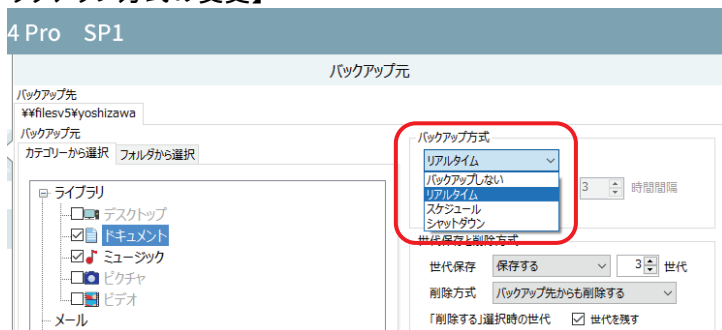 4 Pro SP1
バックアップ元
バックアップ先
¥¥filesv5¥yoshizawa
バックアップ元
カテゴリーから選択 フォルダから選択
ライブラリ
デスクトップ
ドキュメント
ミュージック
ピクチャ
ビデオ
メール
バックアップ方式
リアルタイム
バックアップしない
リアルタイム
スケジュール
シャットダウン
3 時間間隔
世代保存と削除方式
世代保存 保存する 3 世代
削除方式 バックアップ先からも削除する
「削除する」選択時の世代 世代を残す